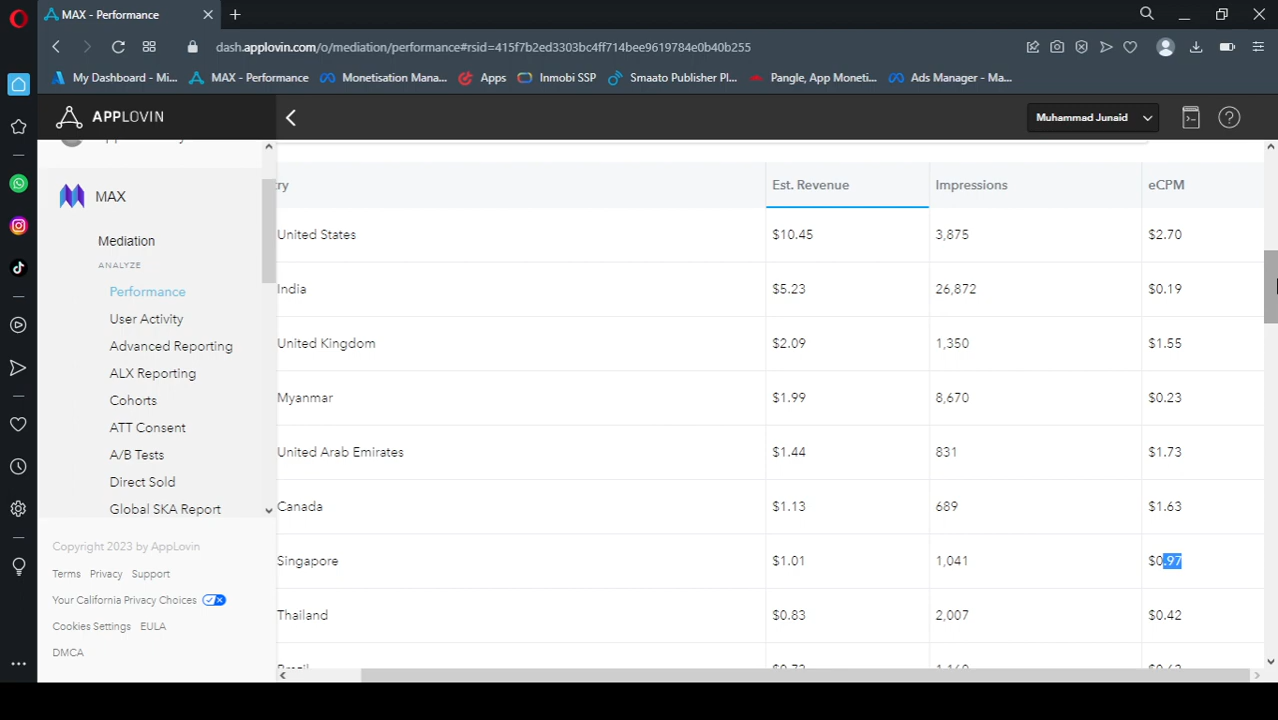 MAX - Performance
dash.applovin.com/o/mediation/performance#rsid=415f7b2ed3303bc4ff714bee9619784e0b40b255
My Dashboard - Mi... MAX - Performance Monetisation Mana... Apps Inmobi SSP Smaato Publisher Pl... Pangle, App Moneti... Ads Manager - Ma...
APPLOVIN Muhammad Junaid
MAX
Mediation
ANALYZE
Performance
User Activity
Advanced Reporting
ALX Reporting
Cohorts
ATT Consent
A/B Tests
Direct Sold
Global SKA Report
Copyright 2023 by AppLovin
Terms Privacy Support
Your California Privacy Choices
Cookies Settings EULA
DMCA
ry Est. Revenue Impressions eCPM
United States $10.45 3,875 $2.70
India $5.23 26,872 $0.19
United Kingdom $2.09 1,350 $1.55
Myanmar $1.99 8,670 $0.23
United Arab Emirates $1.44 831 $1.73
Canada $1.13 689 $1.63
Singapore $1.01 1,041 $0.97
Thailand $0.83 2,007 $0.42
Brazil